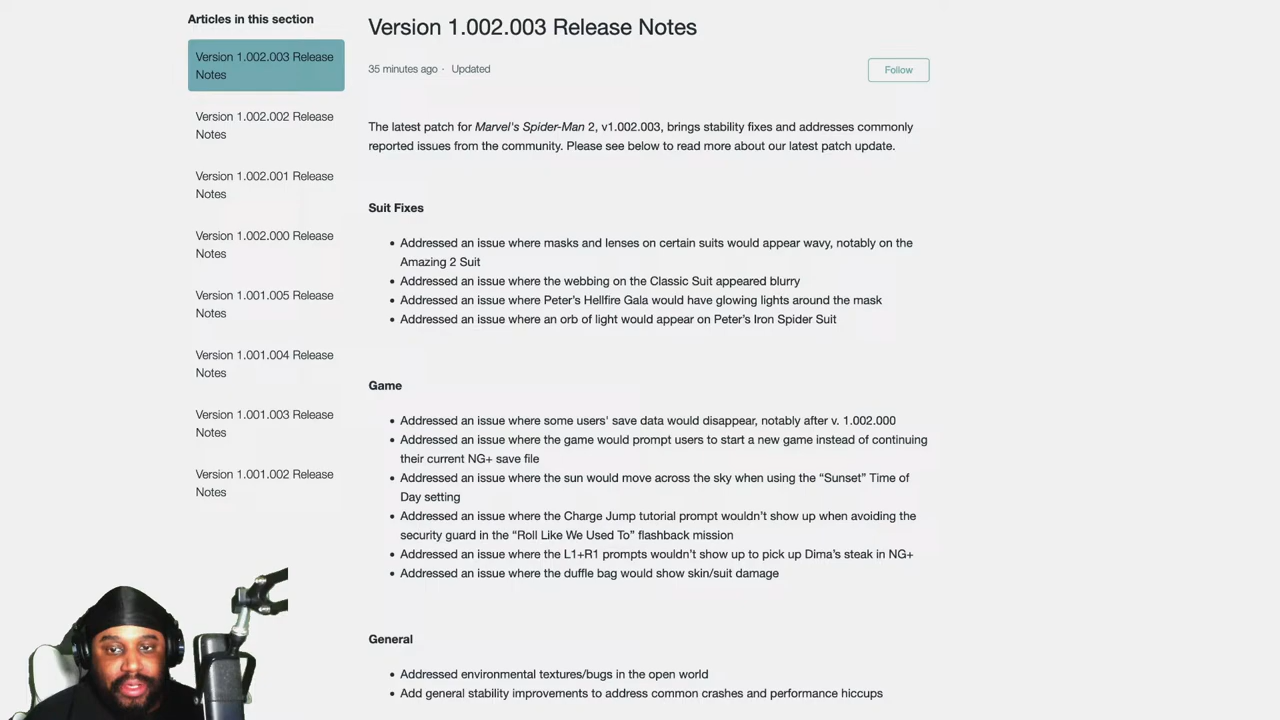 Articles in this section
Version 1.002.003 Release
Notes
Version 1.002.002 Release
Notes
Version 1.002.001 Release
Notes
Version 1.002.000 Release
Notes
Version 1.001.005 Release
Notes
Version 1.001.004 Release
Notes
Version 1.001.003 Release
Notes
Version 1.001.002 Release
Notes
Version 1.002.003 Release Notes
35 minutes ago · Updated
Follow
The latest patch for Marvel's Spider-Man 2, v1.002.003, brings stability fixes and addresses commonly
reported issues from the community. Please see below to read more about our latest patch update.
Suit Fixes
• Addressed an issue where masks and lenses on certain suits would appear wavy, notably on the
Amazing 2 Suit
• Addressed an issue where the webbing on the Classic Suit appeared blurry
• Addressed an issue where Peter’s Hellfire Gala would have glowing lights around the mask
• Addressed an issue where an orb of light would appear on Peter’s Iron Spider Suit
Game
• Addressed an issue where some users' save data would disappear, notably after v. 1.002.000
• Addressed an issue where the game would prompt users to start a new game instead of continuing
their current NG+ save file
• Addressed an issue where the sun would move across the sky when using the “Sunset” Time of
Day setting
• Addressed an issue where the Charge Jump tutorial prompt wouldn’t show up when avoiding the
security guard in the “Roll Like We Used To” flashback mission
• Addressed an issue where the L1+R1 prompts wouldn’t show up to pick up Dima’s steak in NG+
• Addressed an issue where the duffle bag would show skin/suit damage
General
• Addressed environmental textures/bugs in the open world
• Add general stability improvements to address common crashes and performance hiccups